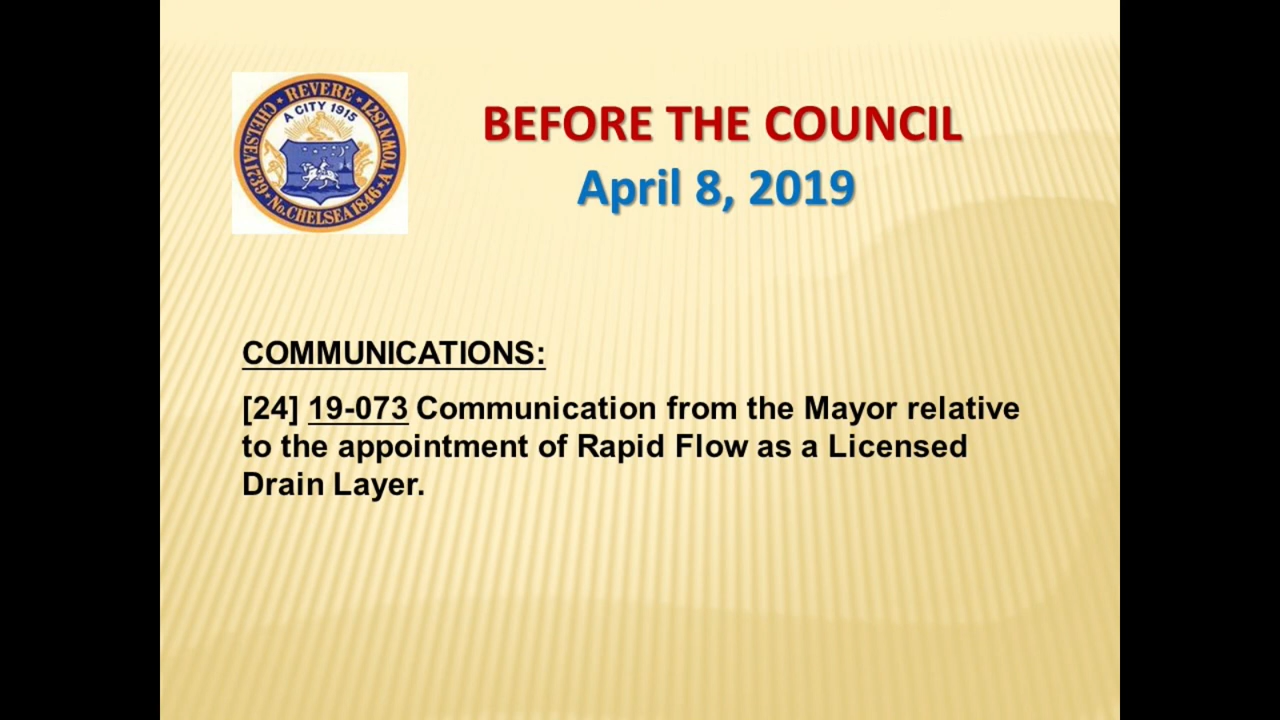 REVERE
A CITY 1915
CHELSEA 1739
A TOWN 1871
No. CHELSEA 1846
BEFORE THE COUNCIL
April 8, 2019
COMMUNICATIONS:
[24] 19-073 Communication from the Mayor relative
to the appointment of Rapid Flow as a Licensed
Drain Layer.